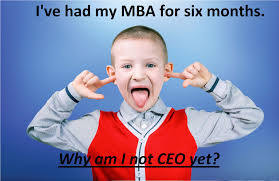 I've had my MBA for six months.
Why am I not CEO yet?